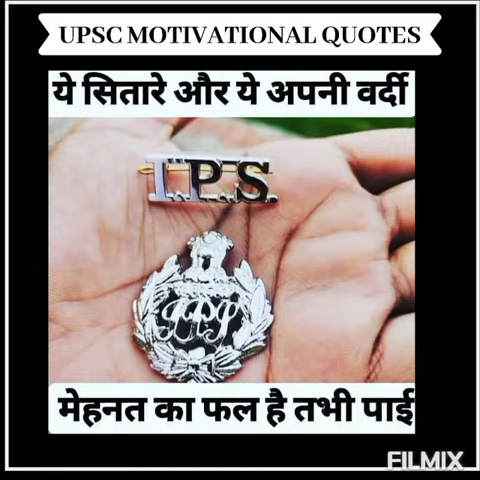 UPSC MOTIVATIONAL QUOTES
ये सितारे और ये अपनी वर्दी
I.P.S.
मेहनत का फल है तभी पाई
FILMIX